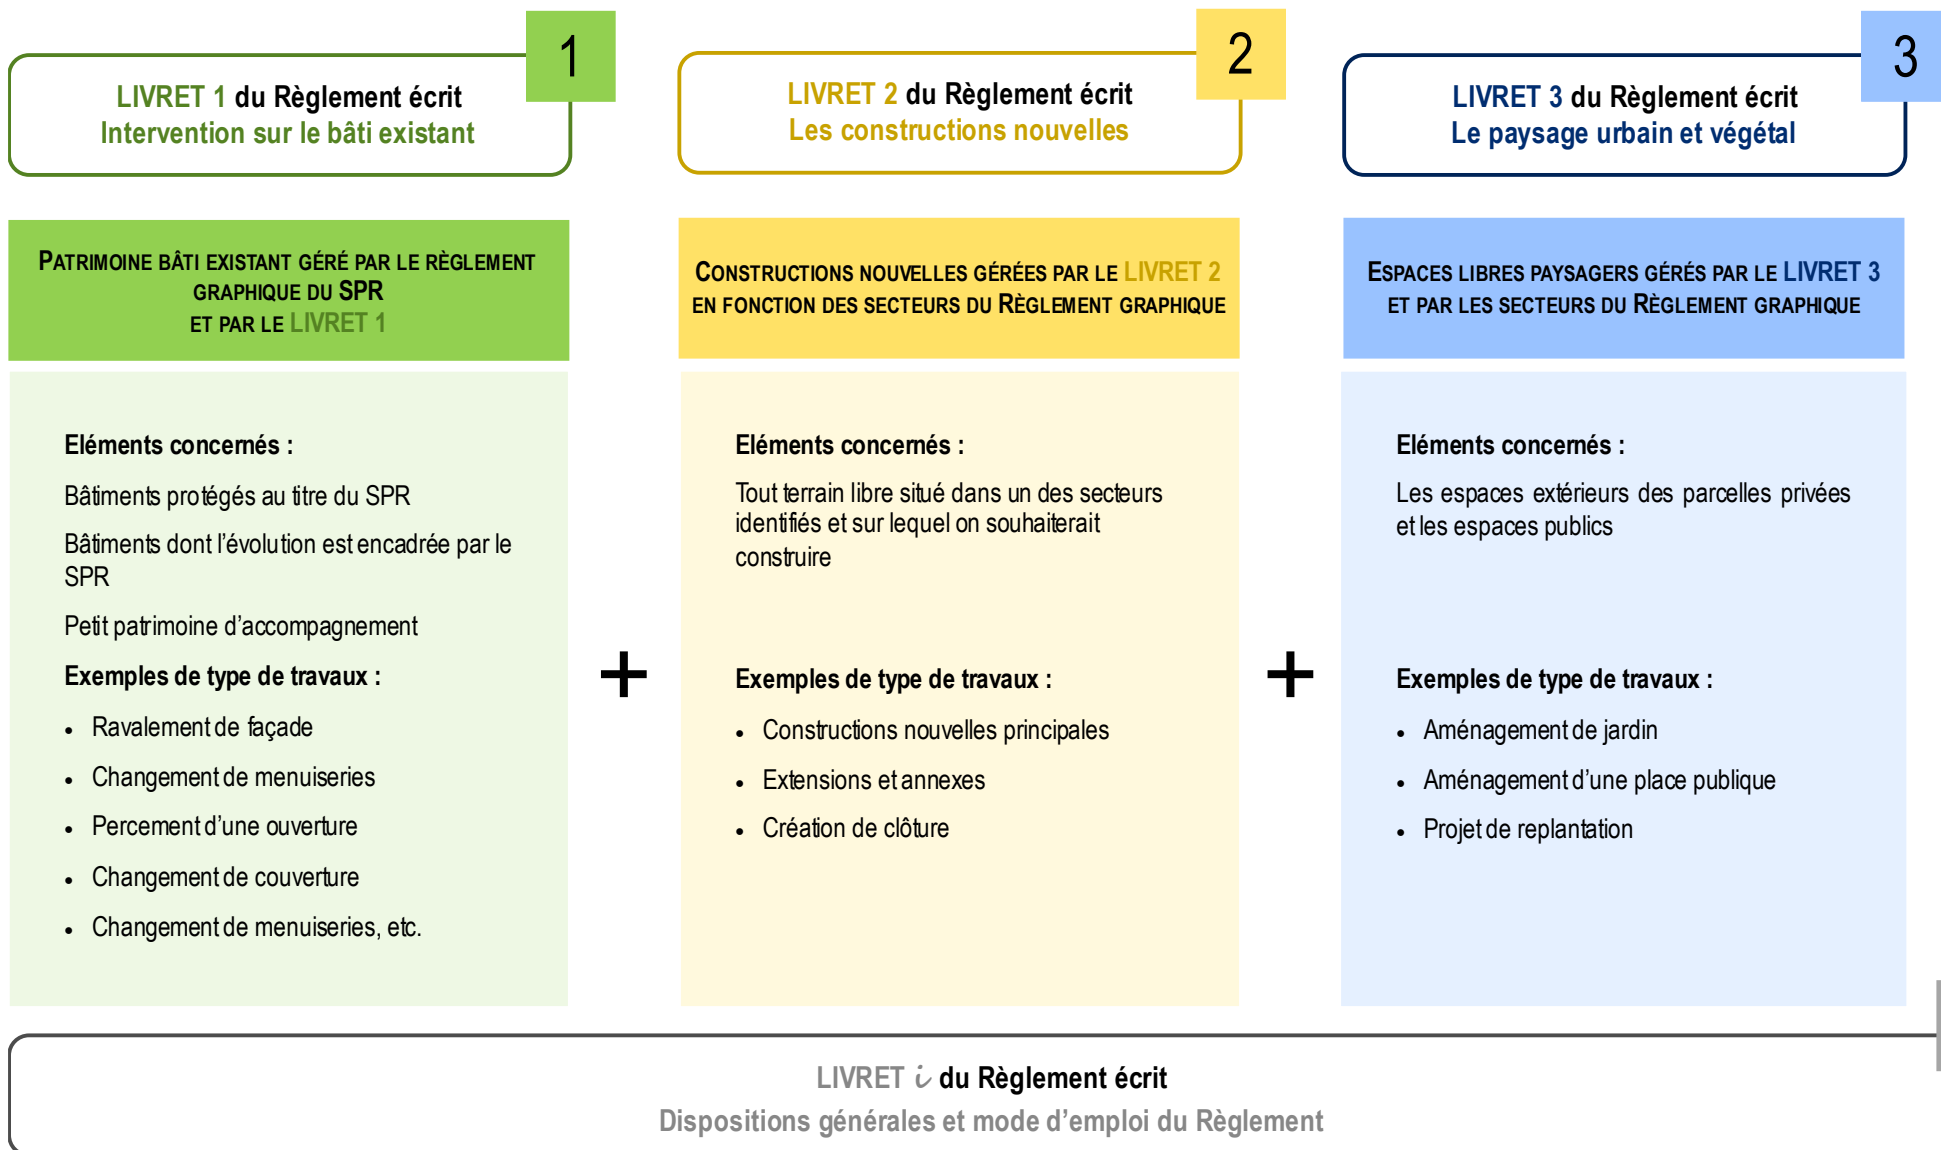 1
LIVRET 1 du Règlement écrit
Intervention sur le bâti existant
PATRIMOINE BÂTI EXISTANT GÉRÉ PAR LE RÈGLEMENT
GRAPHIQUE DU SPR
ET PAR LE LIVRET 1
Eléments concernés :
Bâtiments protégés au titre du SPR
Bâtiments dont l’évolution est encadrée par le
SPR
Petit patrimoine d’accompagnement
Exemples de type de travaux :
• Ravalement de façade
• Changement de menuiseries
• Percement d’une ouverture
• Changement de couverture
• Changement de menuiseries, etc.
+
2
LIVRET 2 du Règlement écrit
Les constructions nouvelles
CONSTRUCTIONS NOUVELLES GÉRÉES PAR LE LIVRET 2
EN FONCTION DES SECTEURS DU RÈGLEMENT GRAPHIQUE
Eléments concernés :
Tout terrain libre situé dans un des secteurs
identifiés et sur lequel on souhaiterait
construire
Exemples de type de travaux :
• Constructions nouvelles principales
• Extensions et annexes
• Création de clôture
+
3
LIVRET 3 du Règlement écrit
Le paysage urbain et végétal
ESPACES LIBRES PAYSAGERS GÉRÉS PAR LE LIVRET 3
ET PAR LES SECTEURS DU RÈGLEMENT GRAPHIQUE
Eléments concernés :
Les espaces extérieurs des parcelles privées
et les espaces publics
Exemples de type de travaux :
• Aménagement de jardin
• Aménagement d’une place publique
• Projet de replantation
LIVRET i du Règlement écrit
Dispositions générales et mode d’emploi du Règlement